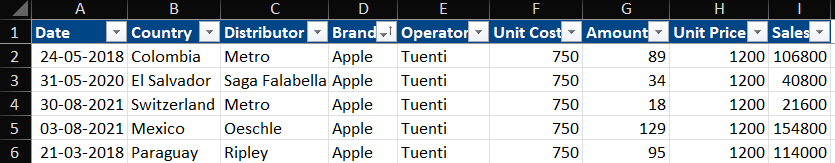 A B C D E F G H I
1 Date Country Distributor Brand Operator Unit Cost Amount Unit Price Sales
2 24-05-2018 Colombia Metro Apple Tuenti 750 89 1200 106800
3 31-05-2020 El Salvador Saga Falabella Apple Tuenti 750 34 1200 40800
4 30-08-2021 Switzerland Metro Apple Tuenti 750 18 1200 21600
5 03-08-2021 Mexico Oeschle Apple Tuenti 750 129 1200 154800
6 21-03-2018 Paraguay Ripley Apple Tuenti 750 95 1200 114000